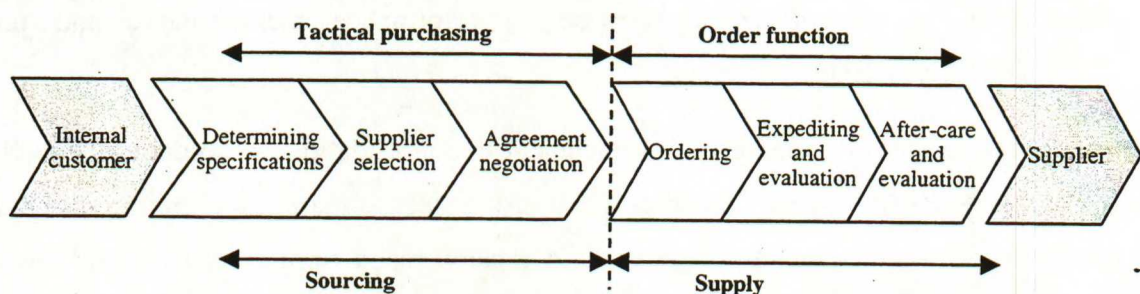 Tactical purchasing
Order function
Internal
customer
Determining
specifications
Supplier
selection
Agreement
negotiation
Ordering
Expediting
and
evaluation
After-care
and
evaluation
Supplier
Sourcing
Supply